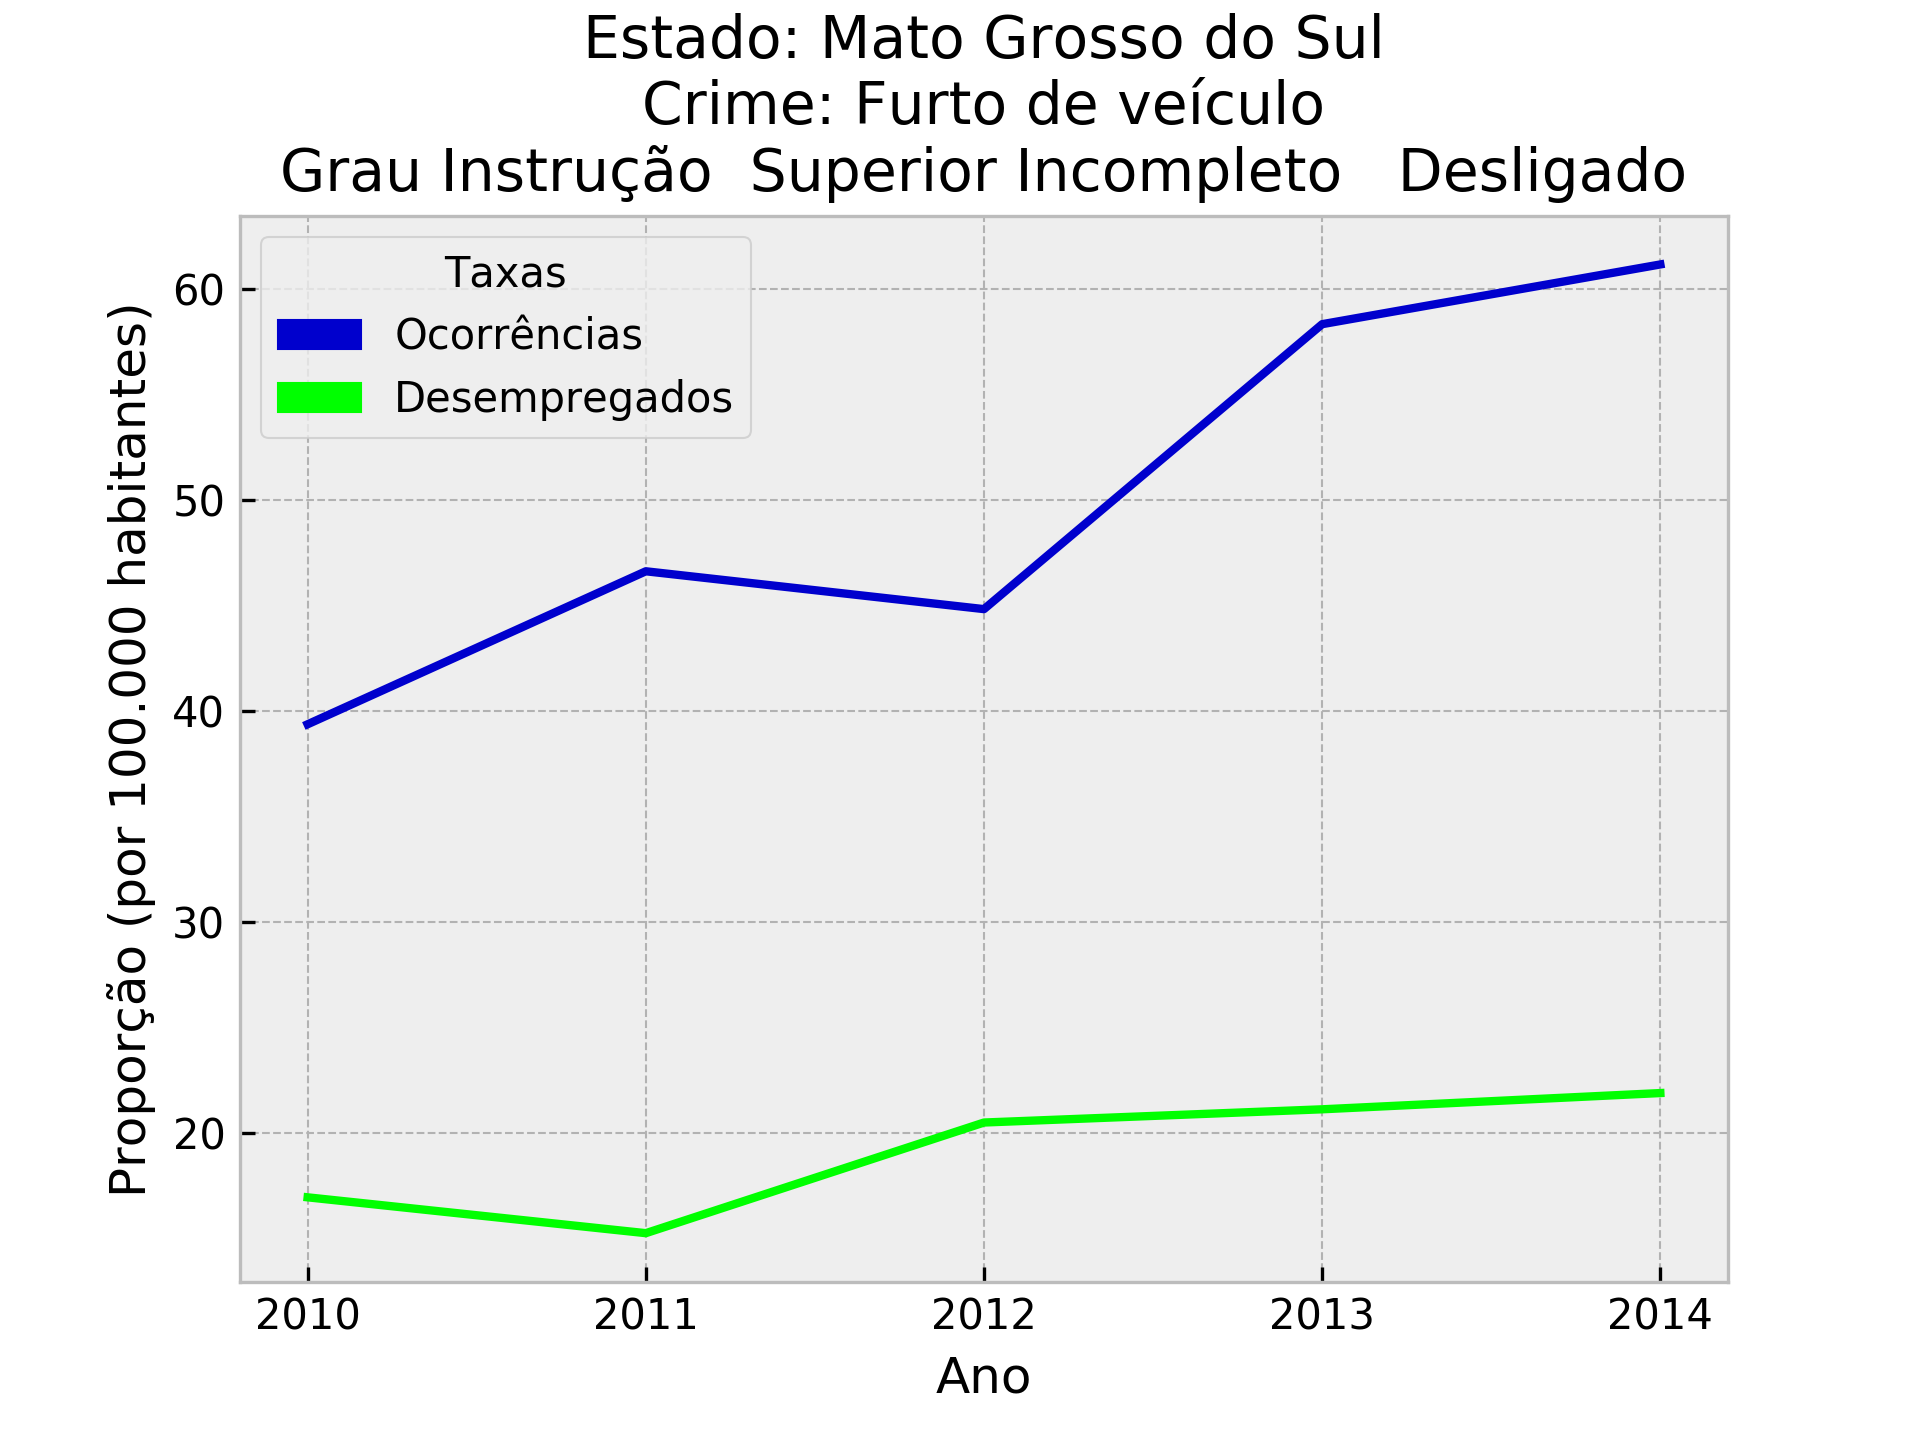 Estado: Mato Grosso do Sul
Crime: Furto de veículo
Grau Instrução  Superior Incompleto   Desligado
Taxas
Ocorrências
Desempregados
Proporção (por 100.000 habitantes)
60
50
40
30
20
2010 2011 2012 2013 2014
Ano